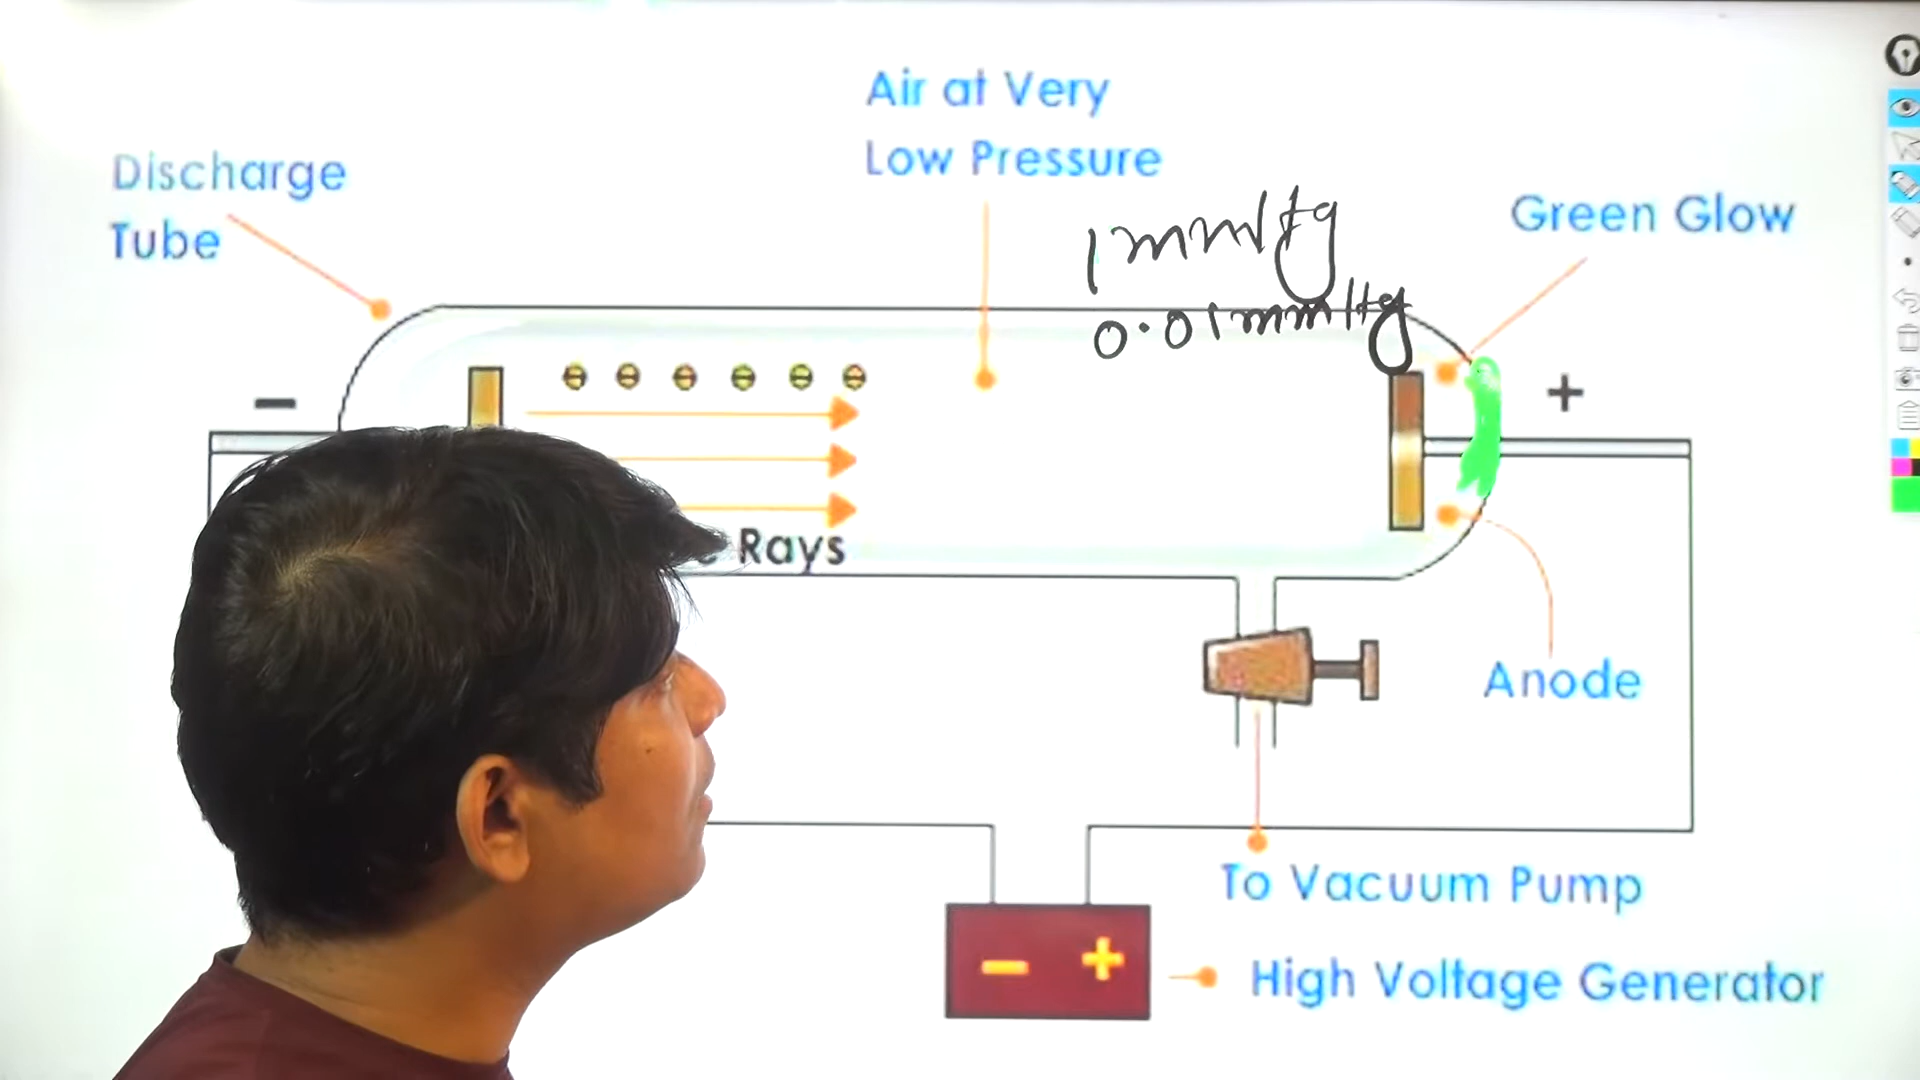 Air at Very
Low Pressure
Discharge
Tube
Green Glow
1mmHg
0.01mmHg
−
+
Rays
Anode
To Vacuum Pump
− +
High Voltage Generator